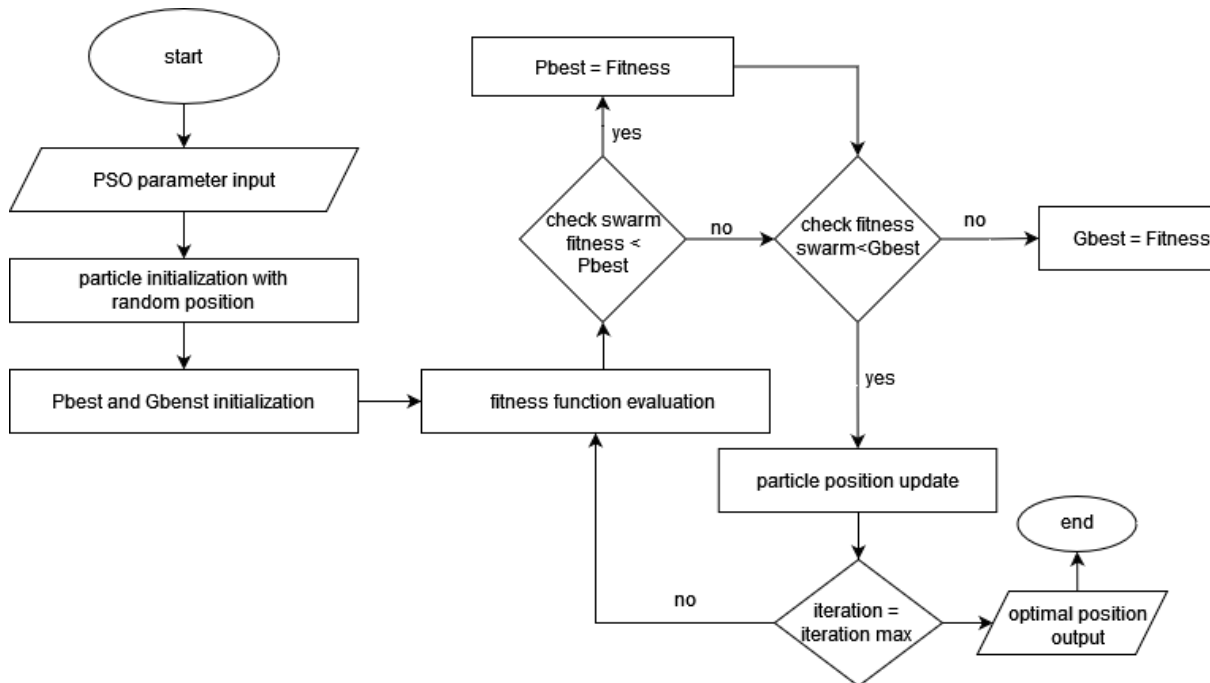 start
PSO parameter input
particle initialization with
random position
Pbest and Gbenst initialization
fitness function evaluation
check swarm
fitness <
Pbest
yes
Pbest = Fitness
no
check fitness
swarm<Gbest
no
Gbest = Fitness
yes
particle position update
iteration =
iteration max
no
optimal position
output
end